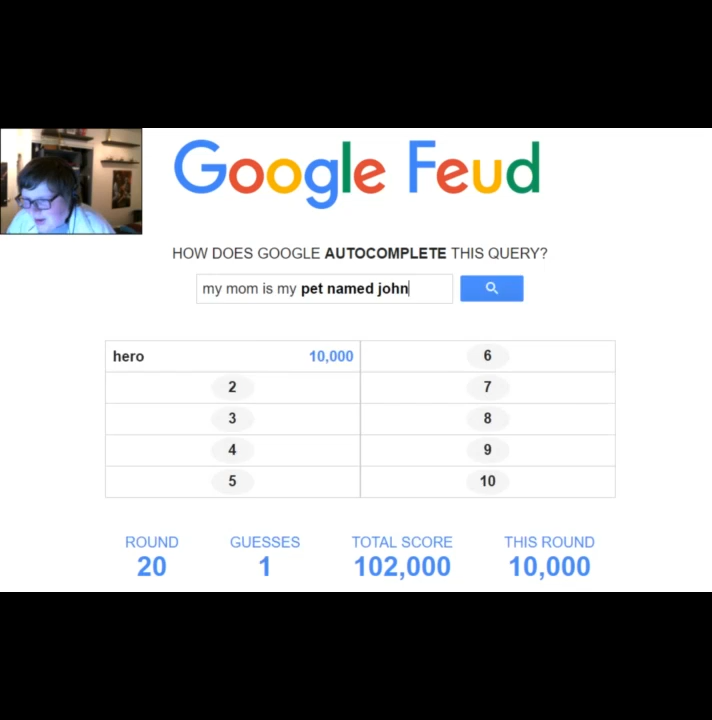 Google Feud
HOW DOES GOOGLE AUTOCOMPLETE THIS QUERY?
my mom is my pet named john
hero 10,000 6
2 7
3 8
4 9
5 10
ROUND GUESSES TOTAL SCORE THIS ROUND
20 1 102,000 10,000